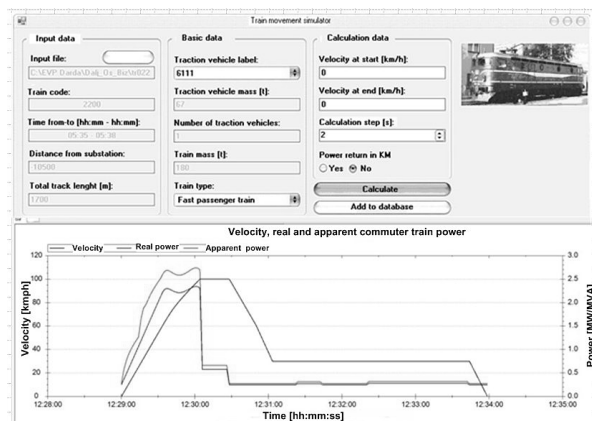 Train movement simulator
Input data
Input file:
C:\EVP\Darda\Dalj_Os_Biz\tr022
Train code:
2200
Time from-to [hh:mm - hh:mm]:
05:35 - 05:38
Distance from substation:
-10500
Total track lenght [m]:
1700
Basic data
Traction vehicle label:
6111
Traction vehicle mass [t]:
67
Number of traction vehicles:
1
Train mass [t]:
180
Train type:
Fast passenger train
Calculation data
Velocity at start [km/h]:
0
Velocity at end [km/h]:
0
Calculation step [s]:
2
Power return in KM
Yes No
Calculate
Add to database
Velocity, real and apparent commuter train power
Velocity Real power Apparent power
Velocity [kmph]
120
100
80
60
40
20
0
3.0
2.5
2.0
1.5
1.0
0.5
0.0
Power [MW/MVA]
12:28:00 12:29:00 12:30:00 12:31:00 12:32:00 12:33:00 12:34:00 12:35:00
Time [hh:mm:ss]